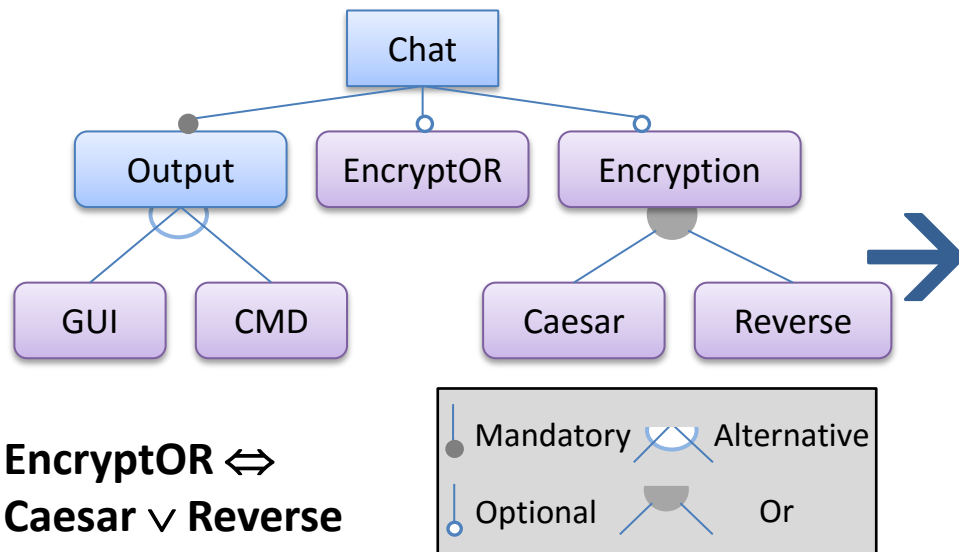 Chat
Output EncryptOR Encryption
GUI CMD Caesar Reverse
EncryptOR ⇔
Caesar ∨ Reverse
Mandatory Alternative
Optional Or